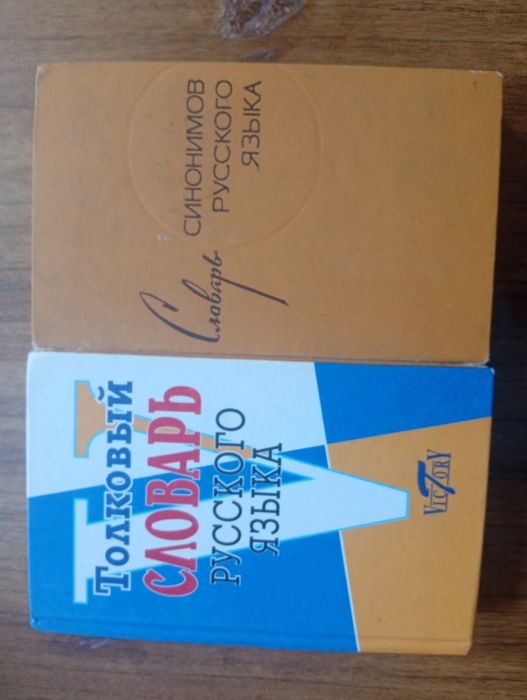 Словарь
СИНОНИМОВ
РУССКОГО
ЯЗЫКА
Толковый
СЛОВАРЬ
РУССКОГО
ЯЗЫКА
VICTORY